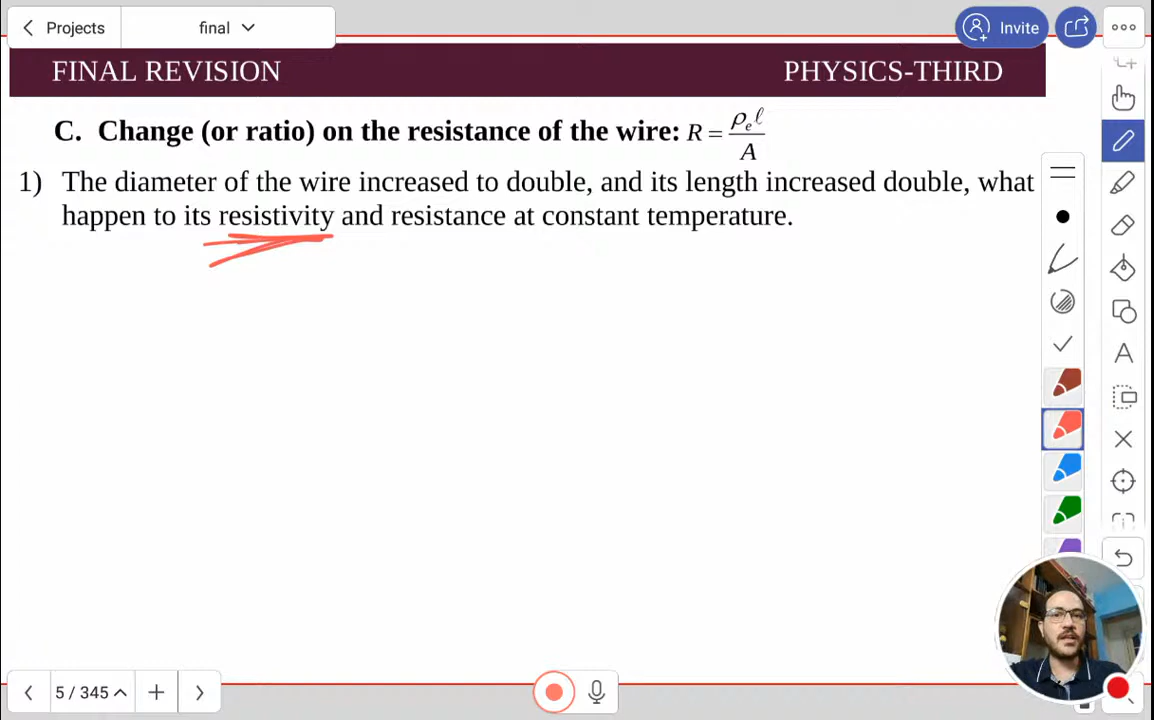 Projects
final
Invite
FINAL REVISION
PHYSICS-THIRD
C. Change (or ratio) on the resistance of the wire: R = ρₑℓ / A
1) The diameter of the wire increased to double, and its length increased double, what
happen to its resistivity and resistance at constant temperature.
A
5 / 345